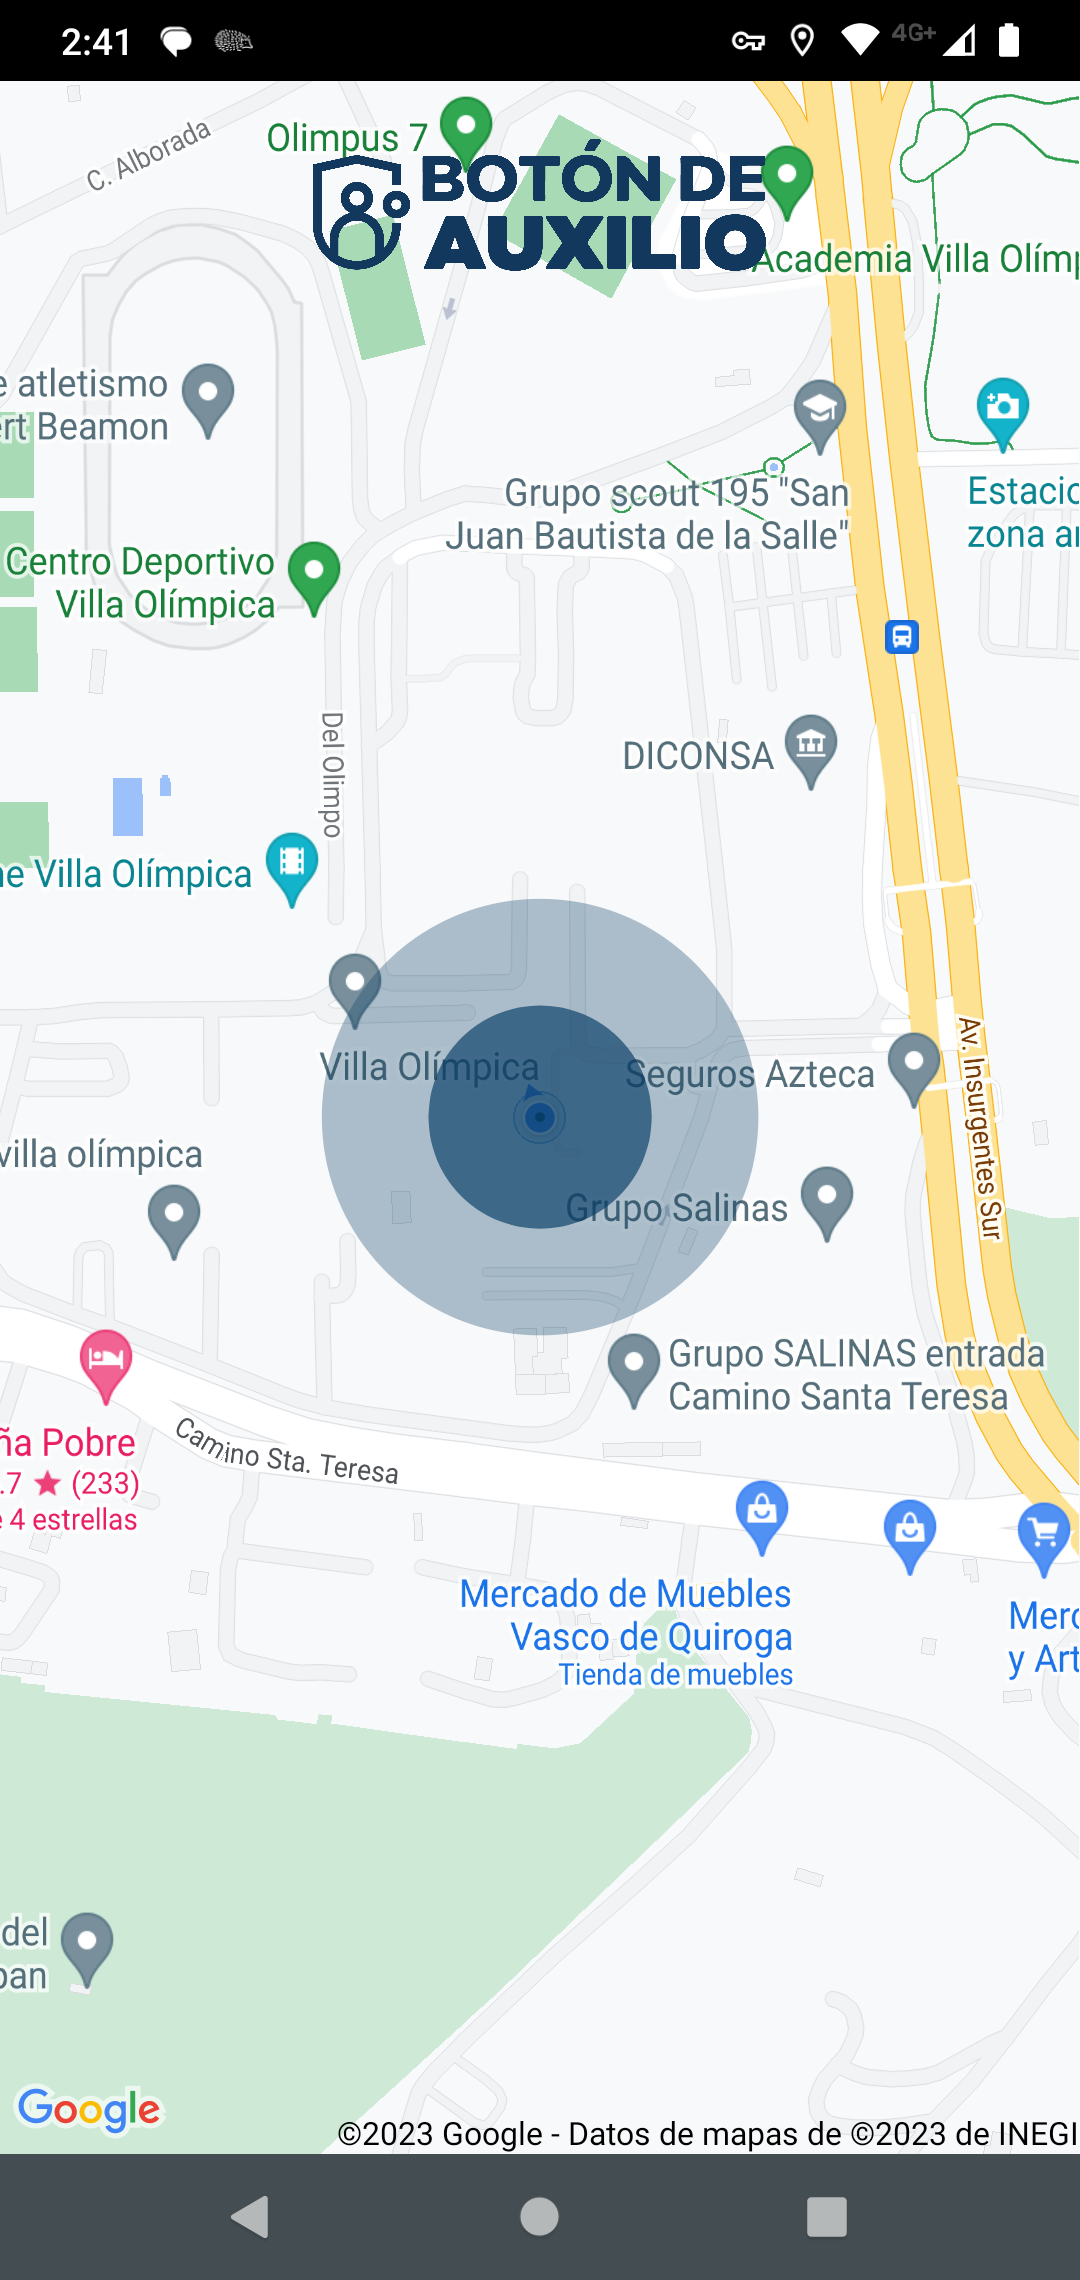 2:41
4G+
C. Alborada
Olimpus 7
BOTÓN DE
AUXILIO
Academia Villa Olímp
e atletismo
ert Beamon
Grupo scout 195 "San
Juan Bautista de la Salle"
Estacio
zona ar
Centro Deportivo
Villa Olímpica
Del Olimpo
DICONSA
ne Villa Olímpica
Villa Olímpica
Seguros Azteca
Av. Insurgentes Sur
villa olímpica
Grupo Salinas
Grupo SALINAS entrada
Camino Santa Teresa
ña Pobre
.7 ★ (233)
e 4 estrellas
Camino Sta. Teresa
Mercado de Muebles
Vasco de Quiroga
Tienda de muebles
Merc
y Art
del
pan
Google
©2023 Google - Datos de mapas de ©2023 de INEGI